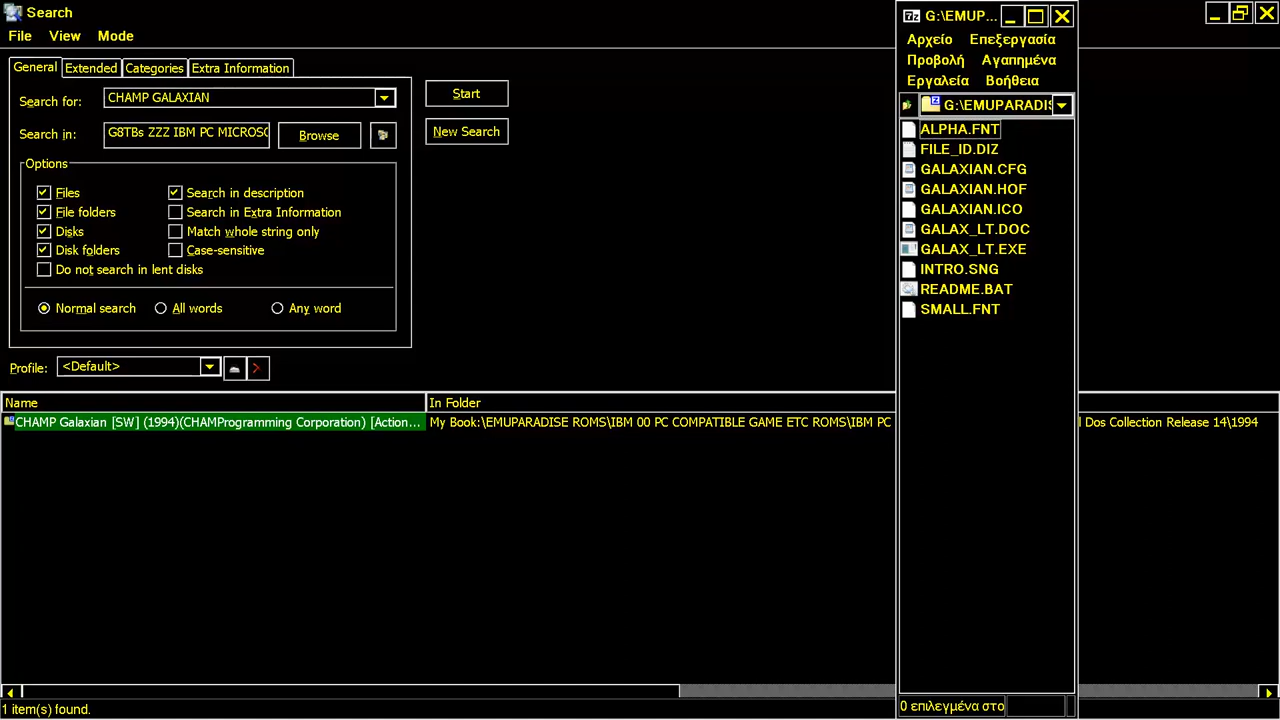 Search
File View Mode
General Extended Categories Extra Information
Search for: CHAMP GALAXIAN
Start
Search in: G8TBs ZZZ IBM PC MICROSO Browse
New Search
Options
Files Search in description
File folders Search in Extra Information
Disks Match whole string only
Disk folders Case-sensitive
Do not search in lent disks
Normal search All words Any word
Profile: <Default>
Name In Folder
CHAMP Galaxian [SW] (1994)(CHAMProgramming Corporation) [Action... My Book:\EMUPARADISE ROMS\IBM 00 PC COMPATIBLE GAME ETC ROMS\IBM PC l Dos Collection Release 14\1994
1 item(s) found.
7z G:\EMUP...
Αρχείο Επεξεργασία
Προβολή Αγαπημένα
Εργαλεία Βοήθεια
G:\EMUPARADIS
ALPHA.FNT
FILE_ID.DIZ
GALAXIAN.CFG
GALAXIAN.HOF
GALAXIAN.ICO
GALAX_LT.DOC
GALAX_LT.EXE
INTRO.SNG
README.BAT
SMALL.FNT
0 επιλεγμένα στο